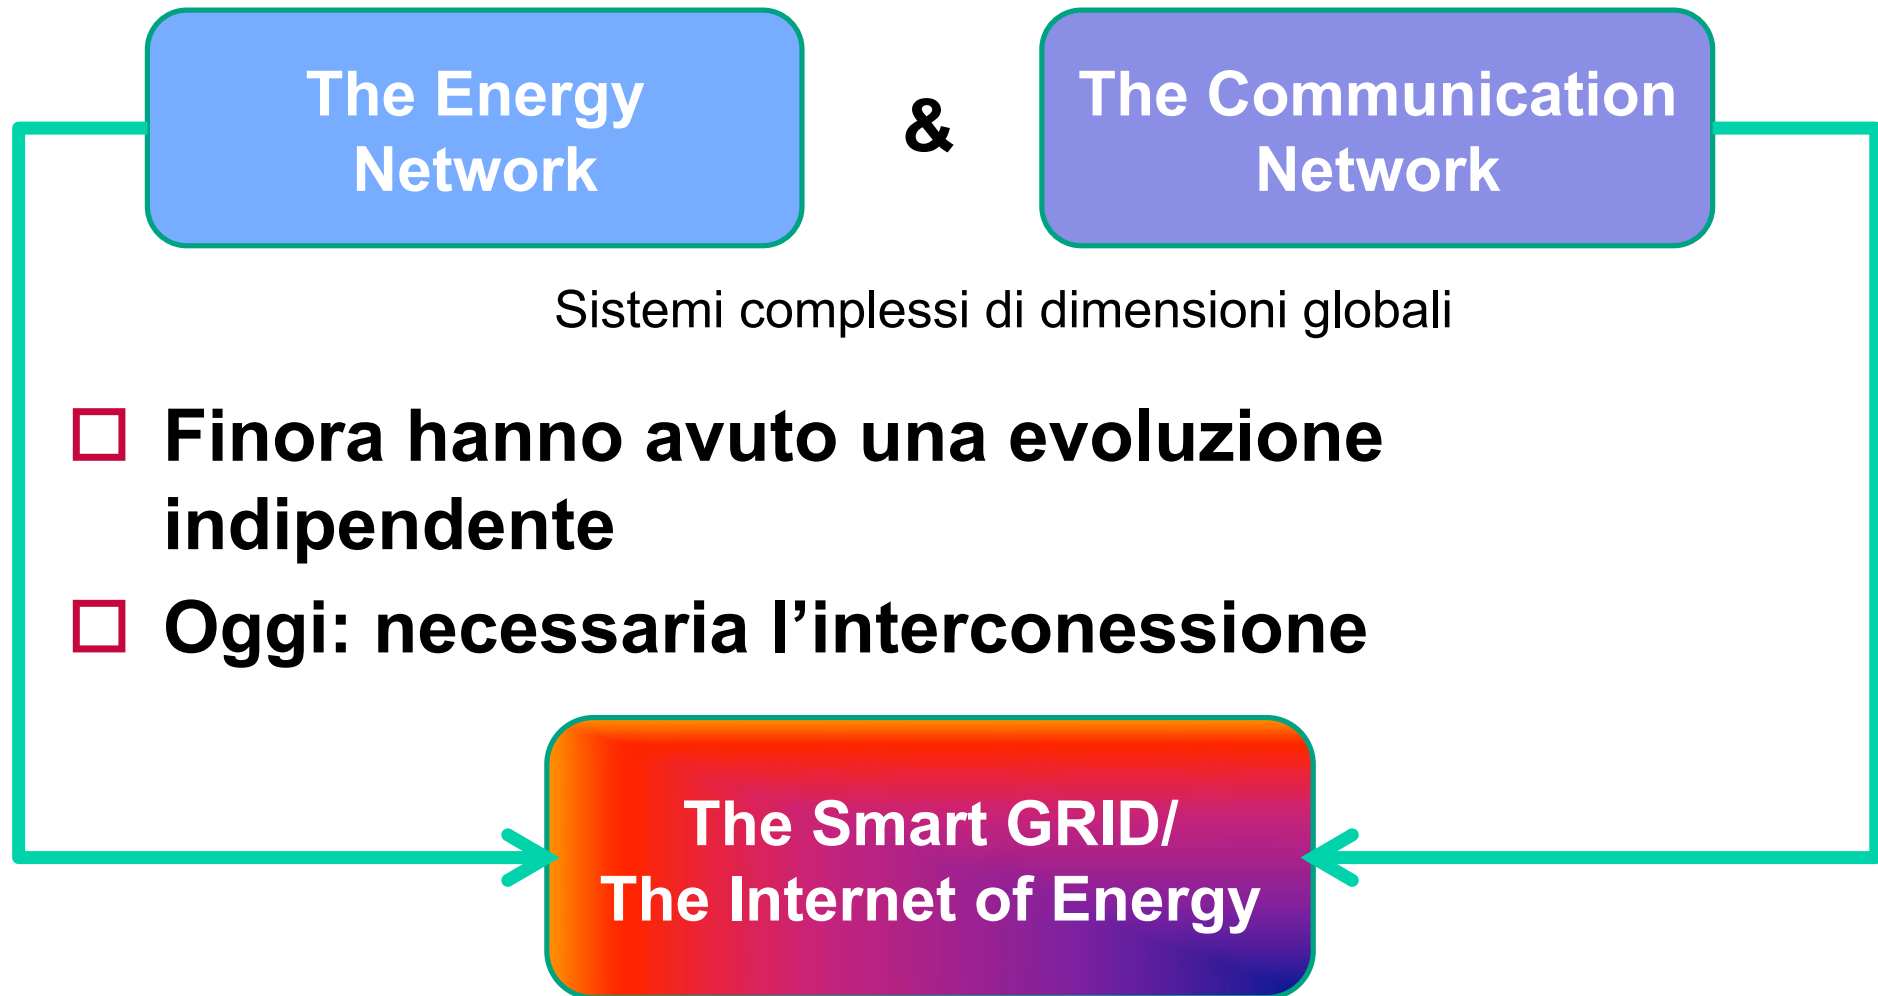 The Energy
Network
&
The Communication
Network
Sistemi complessi di dimensioni globali
Finora hanno avuto una evoluzione
indipendente
Oggi: necessaria l’interconessione
The Smart GRID/
The Internet of Energy